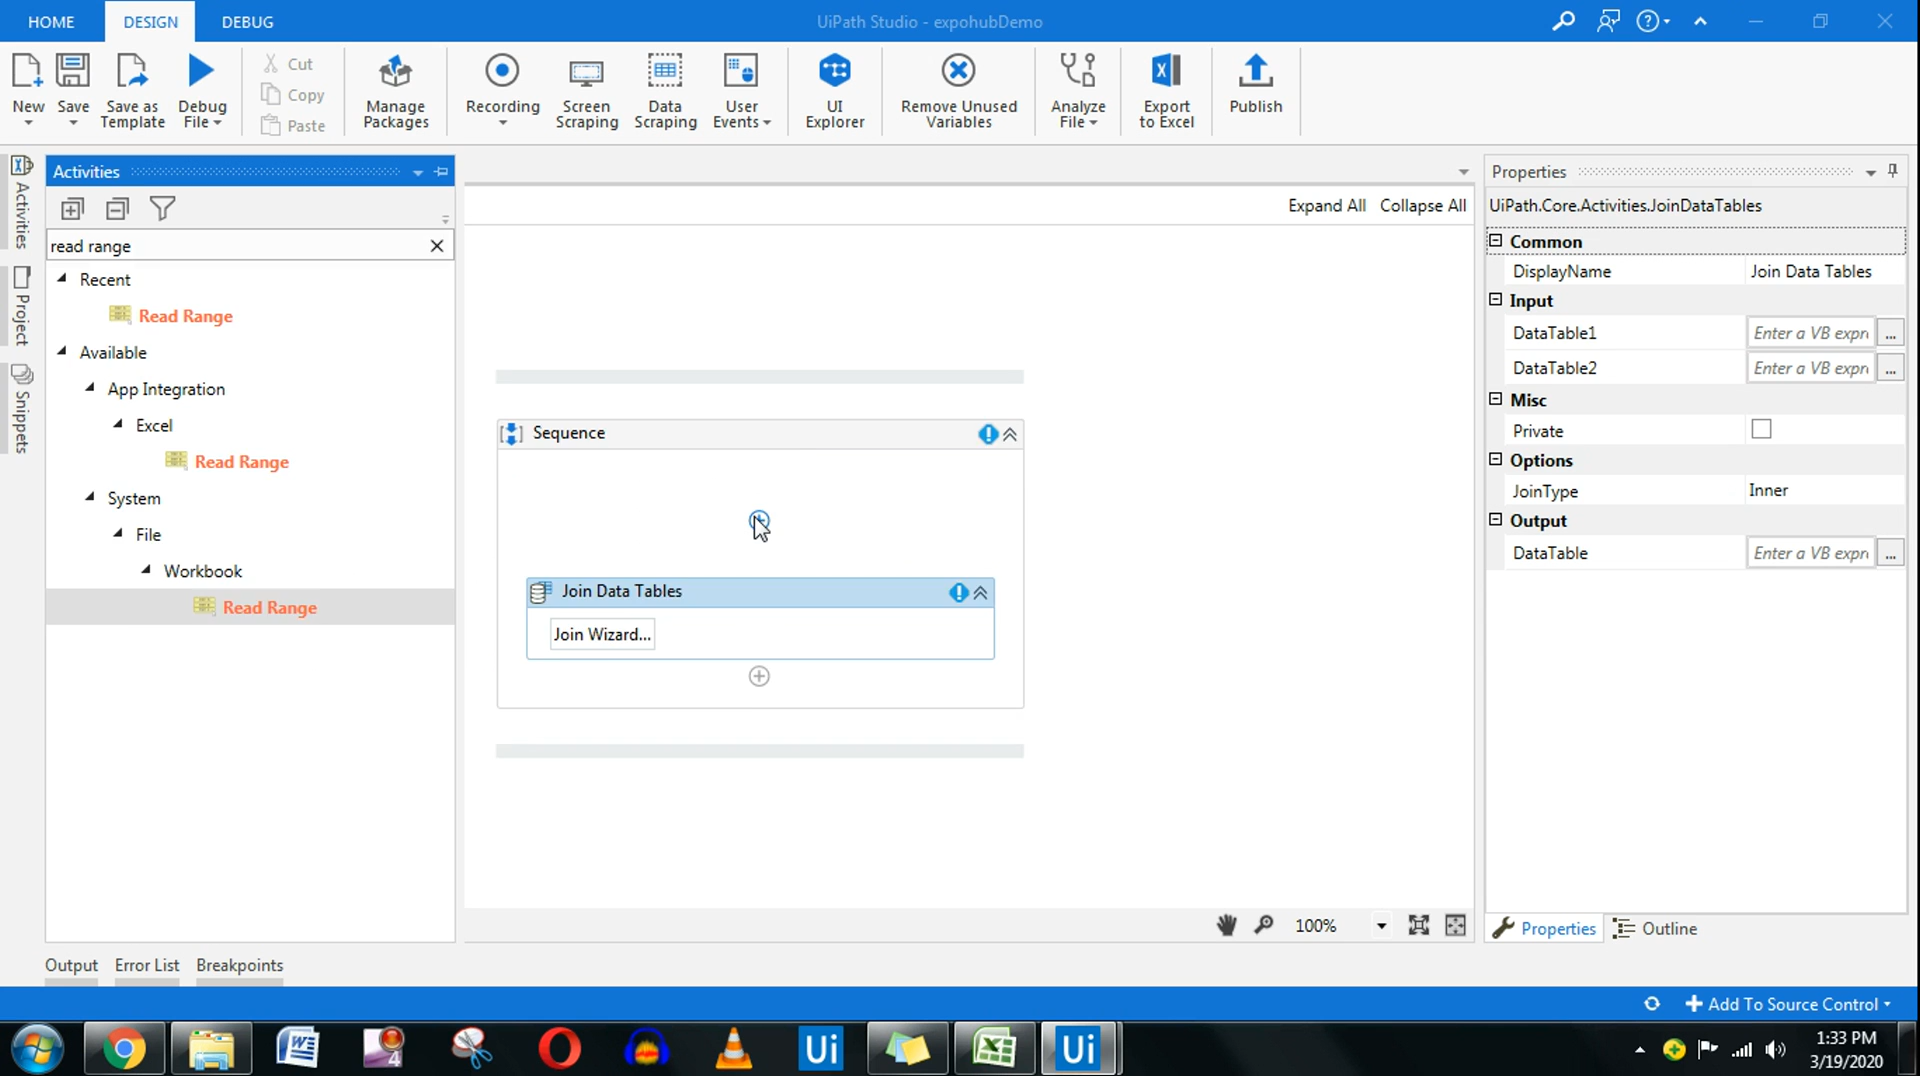 HOME DESIGN DEBUG UiPath Studio - expohubDemo
New Save Save as Template Debug File Cut Copy Paste Manage Packages Recording Screen Scraping Data Scraping User Events UI Explorer Remove Unused Variables Analyze File Export to Excel Publish
Activities
Project
Snippets
Activities
read range
Recent
Read Range
Available
App Integration
Excel
Read Range
System
File
Workbook
Read Range
Expand All Collapse All
Sequence
Join Data Tables
Join Wizard...
100%
Properties
UiPath.Core.Activities.JoinDataTables
Common
DisplayName Join Data Tables
Input
DataTable1 Enter a VB expr
DataTable2 Enter a VB expr
Misc
Private
Options
JoinType Inner
Output
DataTable Enter a VB expr
Properties Outline
Output Error List Breakpoints
Add To Source Control
Ui Ui
1:33 PM
3/19/2020